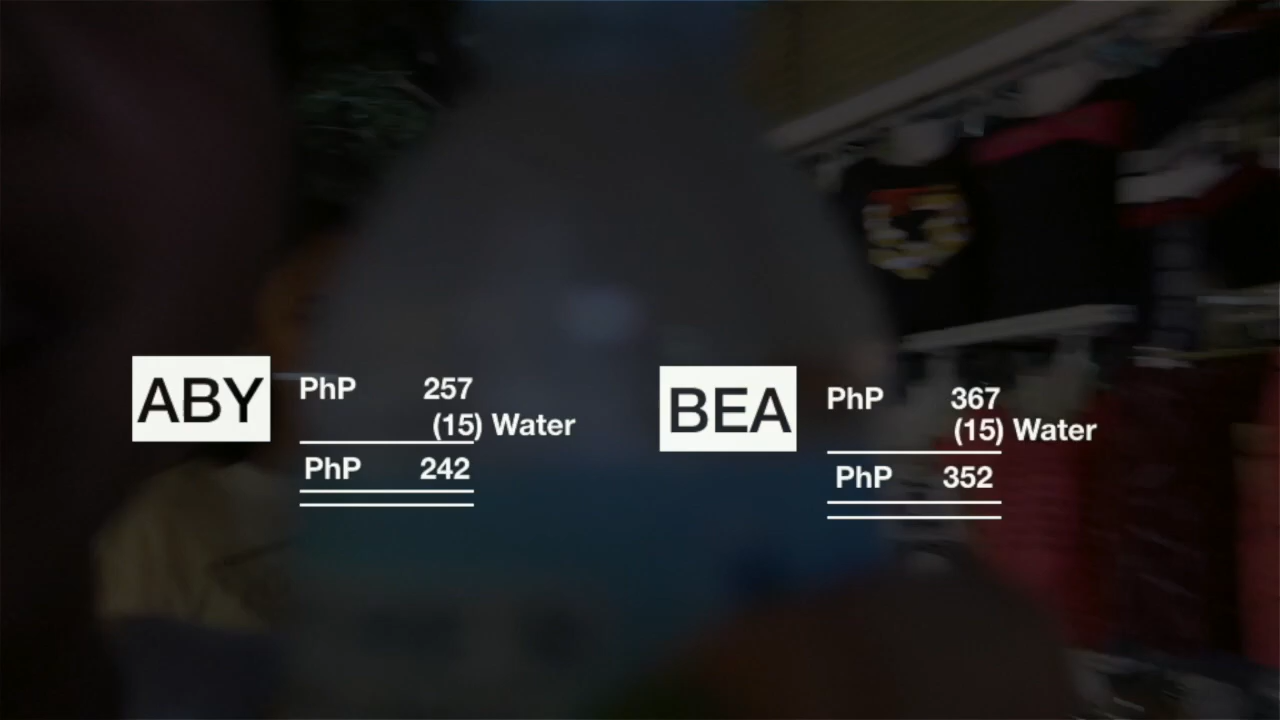 ABY
PhP 257
(15) Water
PhP 242
BEA
PhP 367
(15) Water
PhP 352